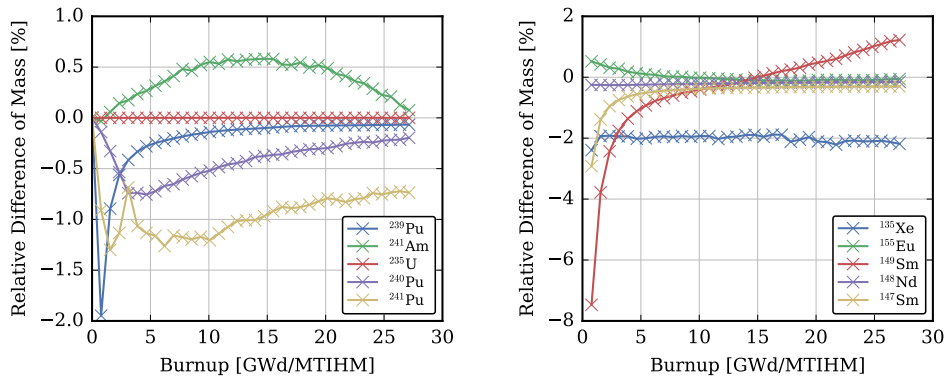 Relative Difference of Mass [%]
1.0
0.5
0.0
−0.5
−1.0
−1.5
−2.0
0
5
10
15
20
25
30
Burnup [GWd/MTIHM]
²³⁹Pu
²⁴¹Am
²³⁵U
²⁴⁰Pu
²⁴¹Pu
Relative Difference of Mass [%]
2
0
−2
−4
−6
−8
0
5
10
15
20
25
30
Burnup [GWd/MTIHM]
¹³⁵Xe
¹⁵⁵Eu
¹⁴⁹Sm
¹⁴⁸Nd
¹⁴⁷Sm